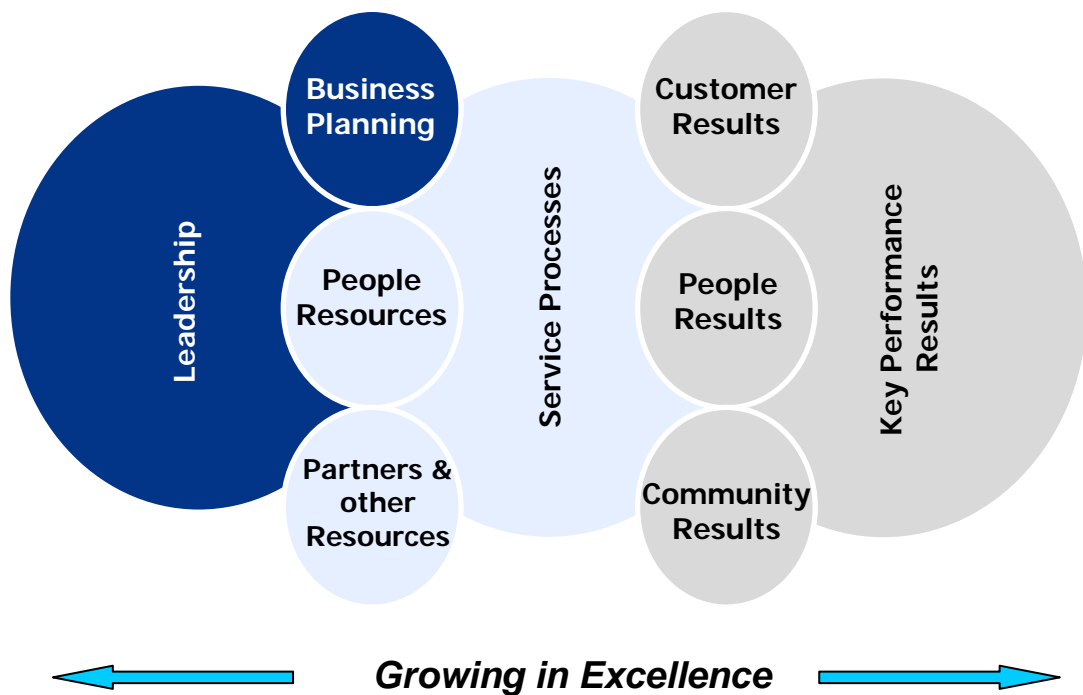 Leadership
Business
Planning
People
Resources
Partners &
other
Resources
Service Processes
Customer
Results
People
Results
Community
Results
Key Performance
Results
Growing in Excellence